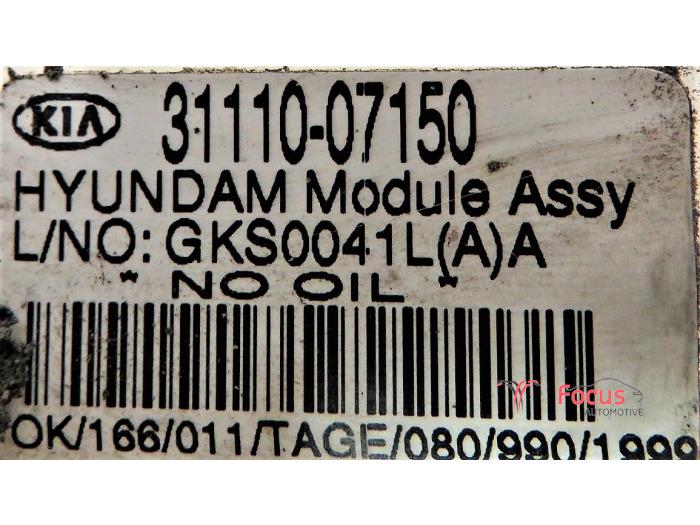 KIA 31110-07150
HYUNDAM Module Assy
L/NO: GKS0041L(A)A
* NO OIL *
Focus
AUTOMOTIVE
OK/166/011/TAGE/080/990/1999